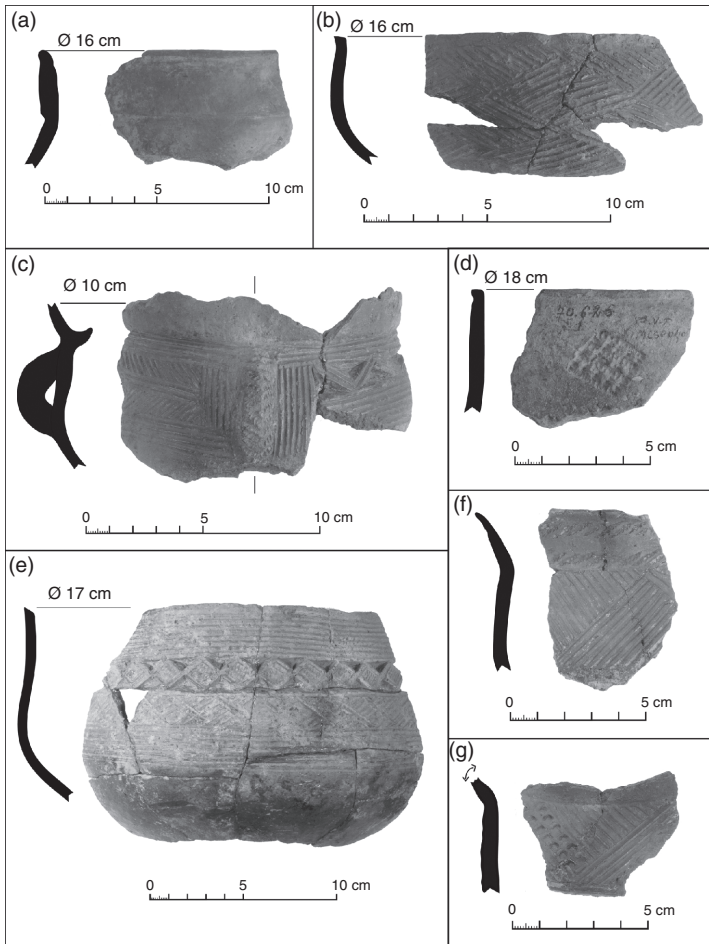 (a)
Ø 16 cm
0 5 10 cm
(b)
Ø 16 cm
0 5 10 cm
(c)
Ø 10 cm
0 5 10 cm
(d)
Ø 18 cm
0 5 cm
(e)
Ø 17 cm
0 5 10 cm
(f)
0 5 cm
(g)
0 5 cm